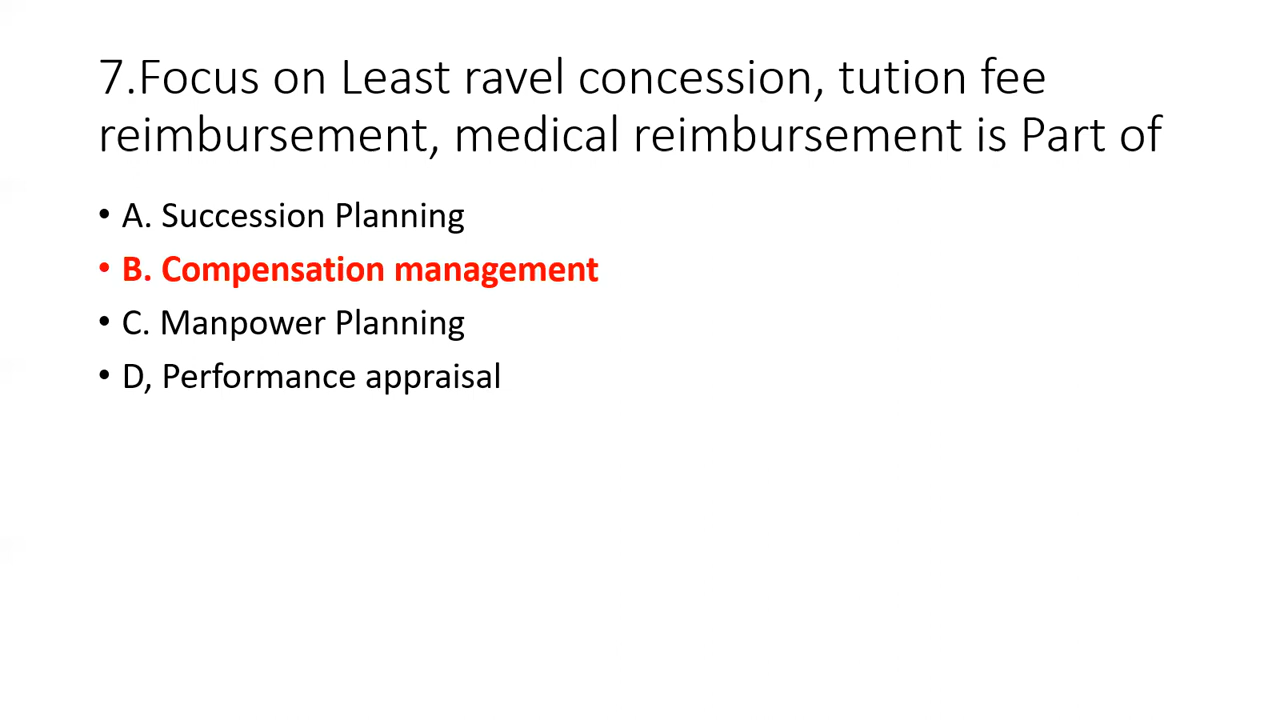 7.Focus on Least ravel concession, tution fee
reimbursement, medical reimbursement is Part of
• A. Succession Planning
• B. Compensation management
• C. Manpower Planning
• D, Performance appraisal